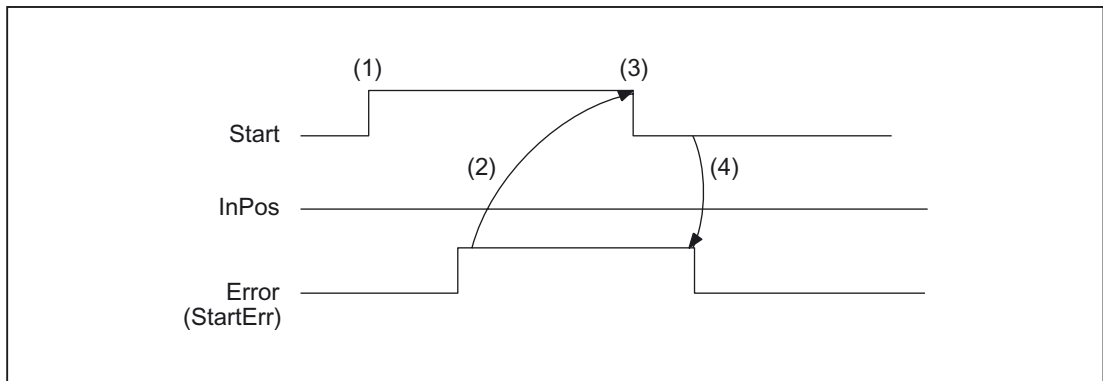 (1)
(3)
Start
(2)
(4)
InPos
Error
(StartErr)